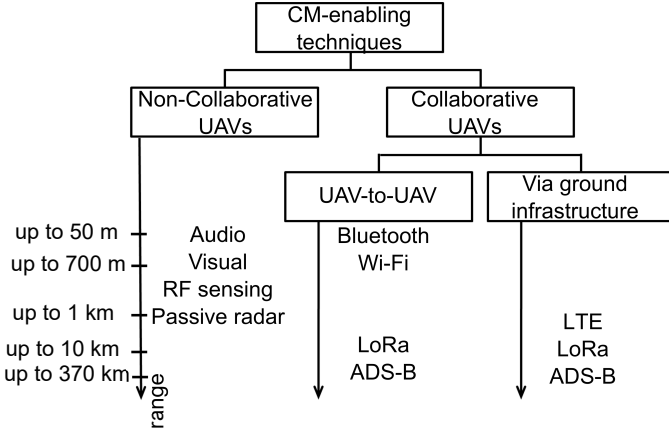 CM-enabling
techniques
Non-Collaborative
UAVs
Collaborative
UAVs
UAV-to-UAV
Via ground
infrastructure
up to 50 m
up to 700 m
up to 1 km
up to 10 km
up to 370 km
range
Audio
Visual
RF sensing
Passive radar
Bluetooth
Wi-Fi
LoRa
ADS-B
LTE
LoRa
ADS-B